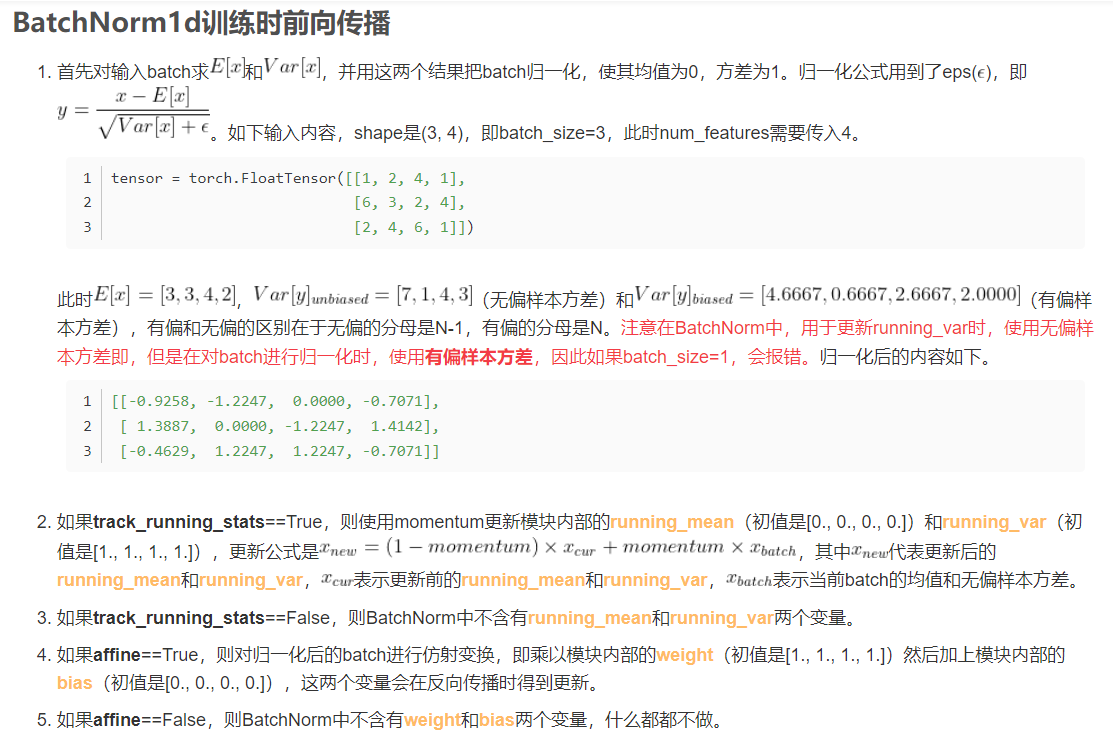 BatchNorm1d训练时前向传播
1. 首先对输入batch求E[x]和Var[x]，并用这两个结果把batch归一化，使其均值为0，方差为1。归一化公式用到了eps(ϵ)，即
y = \frac{x - E[x]}{\sqrt{Var[x] + ϵ}}。如下输入内容，shape是(3, 4)，即batch_size=3，此时num_features需要传入4。
1 tensor = torch.FloatTensor([[1, 2, 4, 1],
2 [6, 3, 2, 4],
3 [2, 4, 6, 1]])
此时E[x] = [3, 3, 4, 2]，Var[y]unbiased = [7, 1, 4, 3]（无偏样本方差）和Var[y]biased = [4.6667, 0.6667, 2.6667, 2.0000]（有偏样
本方差），有偏和无偏的区别在于无偏的分母是N-1，有偏的分母是N。注意在BatchNorm中，用于更新running_var时，使用无偏样
本方差即，但是在对batch进行归一化时，使用有偏样本方差，因此如果batch_size=1，会报错。归一化后的内容如下。
1 [[-0.9258, -1.2247, 0.0000, -0.7071],
2 [ 1.3887, 0.0000, -1.2247, 1.4142],
3 [-0.4629, 1.2247, 1.2247, -0.7071]]
2. 如果track_running_stats==True，则使用momentum更新模块内部的running_mean（初值是[0., 0., 0., 0.]）和running_var（初
值是[1., 1., 1., 1.]），更新公式是xnew = (1 − momentum) × xcur + momentum × xbatch，其中xnew代表更新后的
running_mean和running_var，xcur表示更新前的running_mean和running_var，xbatch表示当前batch的均值和无偏样本方差。
3. 如果track_running_stats==False，则BatchNorm中不含有running_mean和running_var两个变量。
4. 如果affine==True，则对归一化后的batch进行仿射变换，即乘以模块内部的weight（初值是[1., 1., 1., 1.]）然后加上模块内部的
bias（初值是[0., 0., 0., 0.]），这两个变量会在反向传播时得到更新。
5. 如果affine==False，则BatchNorm中不含有weight和bias两个变量，什么都都不做。